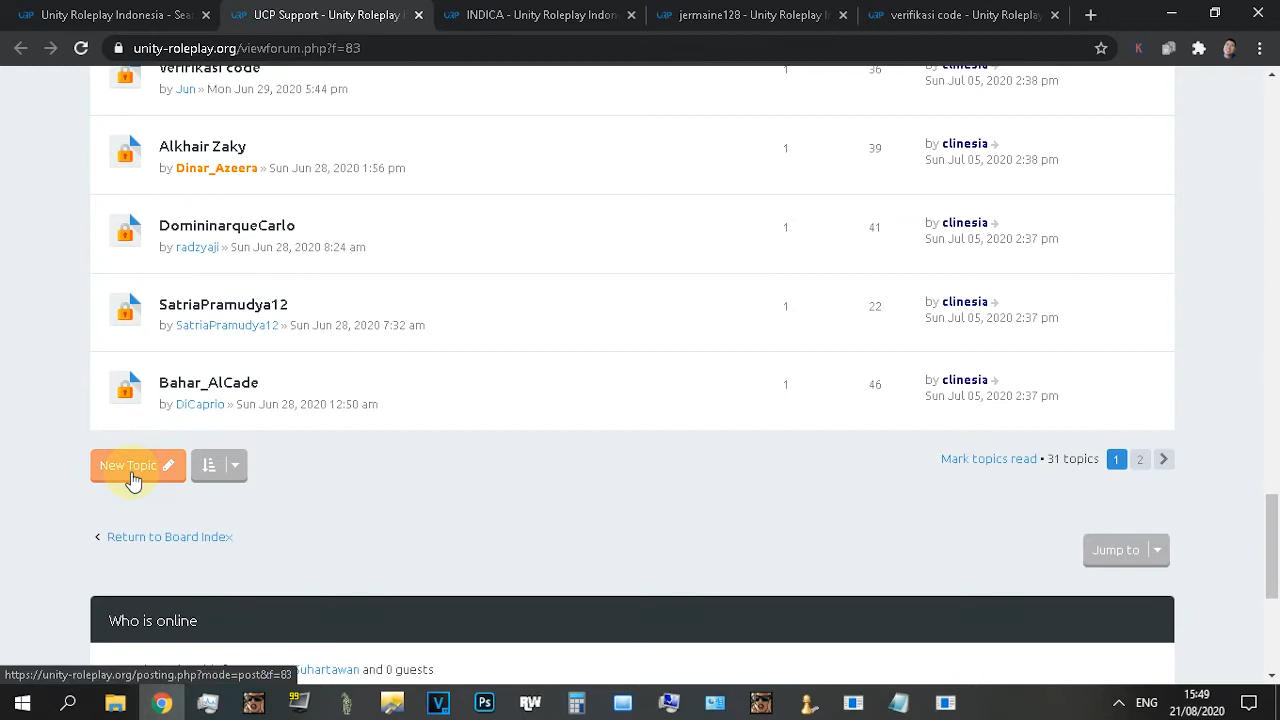 Unity Roleplay Indonesia - Sea
UCP Support - Unity Roleplay I
INDICA - Unity Roleplay Indon
jermaine128 - Unity Roleplay I
verifikasi code - Unity Roleplay
unity-roleplay.org/viewforum.php?f=83
Verifikasi code
by Jun » Mon Jun 29, 2020 5:44 pm
1
36
by clinesia
Sun Jul 05, 2020 2:38 pm
Alkhair Zaky
by Dinar_Azeera » Sun Jun 28, 2020 1:56 pm
1
39
by clinesia
Sun Jul 05, 2020 2:38 pm
DomininarqueCarlo
by radzyaji » Sun Jun 28, 2020 8:24 am
1
41
by clinesia
Sun Jul 05, 2020 2:37 pm
SatriaPramudya12
by SatriaPramudya12 » Sun Jun 28, 2020 7:32 am
1
22
by clinesia
Sun Jul 05, 2020 2:37 pm
Bahar_AlCade
by DiCaprio » Sun Jun 28, 2020 12:50 am
1
46
by clinesia
Sun Jul 05, 2020 2:37 pm
New Topic
Mark topics read • 31 topics 1 2
Return to Board Index
Jump to
Who is online
Suhartawan and 0 guests
https://unity-roleplay.org/posting.php?mode=post&f=83
ENG
15:49
21/08/2020